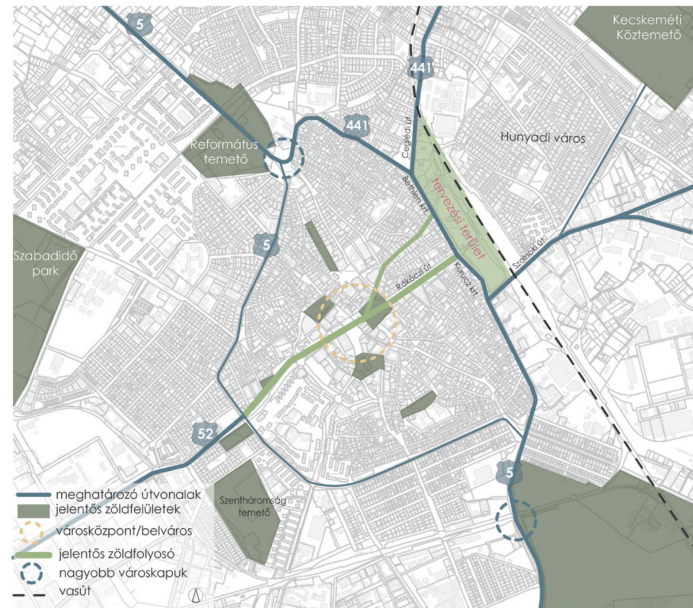 5
Kecskeméti
Köztemető
441
441
Ceglédi út
Hunyadi város
Református
temető
Bethlen krt.
tervezési terület
5
Szabadidő
park
Szolnoki út
Rákóczi út
Kurucz krt.
52
5
Szentháromság
temető
meghatározó útvonalak
jelentős zöldfelületek
városközpont/belváros
jelentős zöldfolyosó
nagyobb városkapuk
vasút